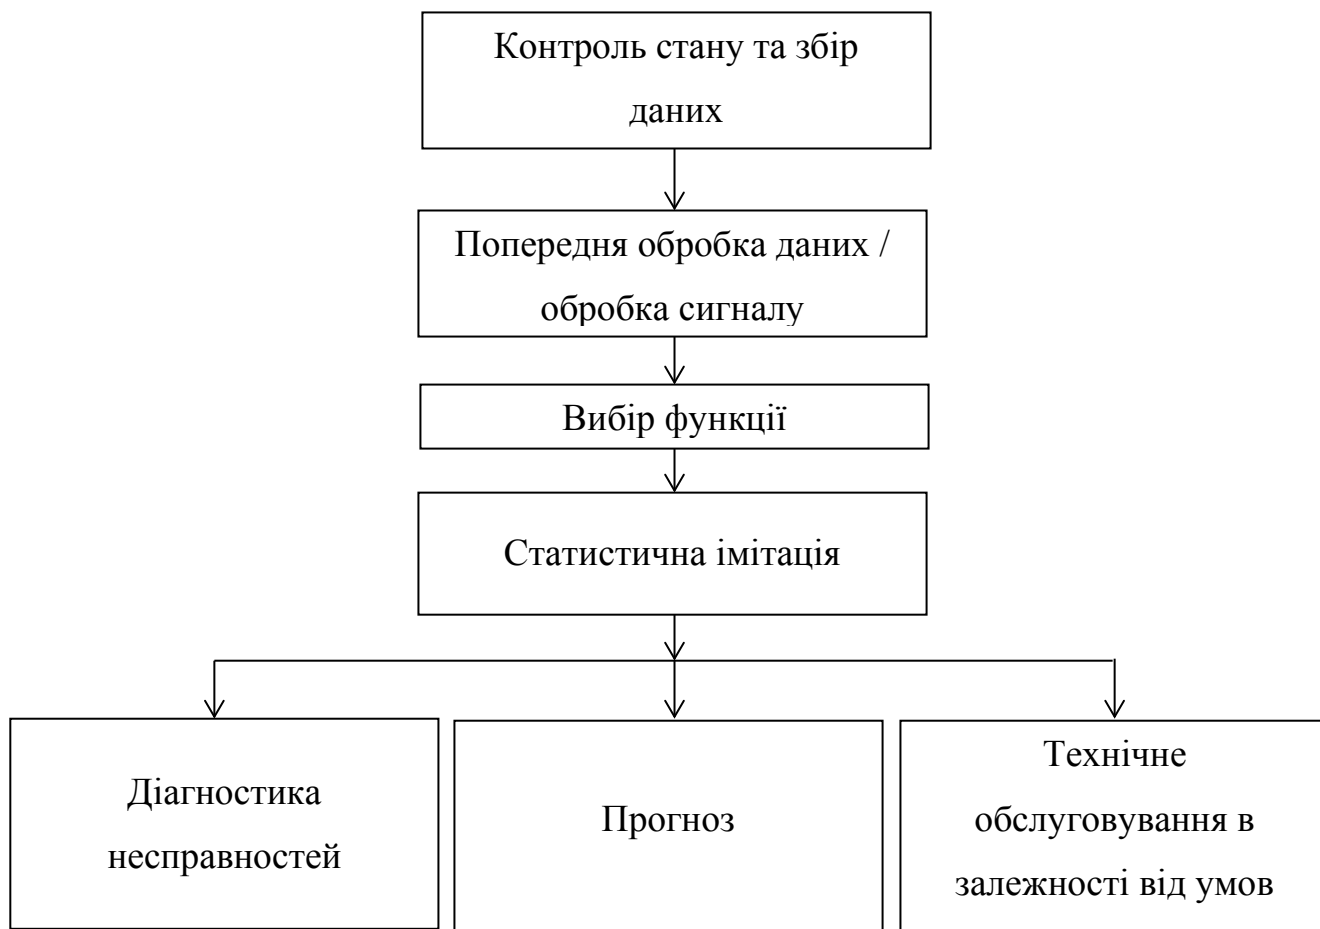 Контроль стану та збір
даних
Попередня обробка даних /
обробка сигналу
Вибір функції
Статистична імітація
Діагностика
несправностей
Прогноз
Технічне
обслуговування в
залежності від умов